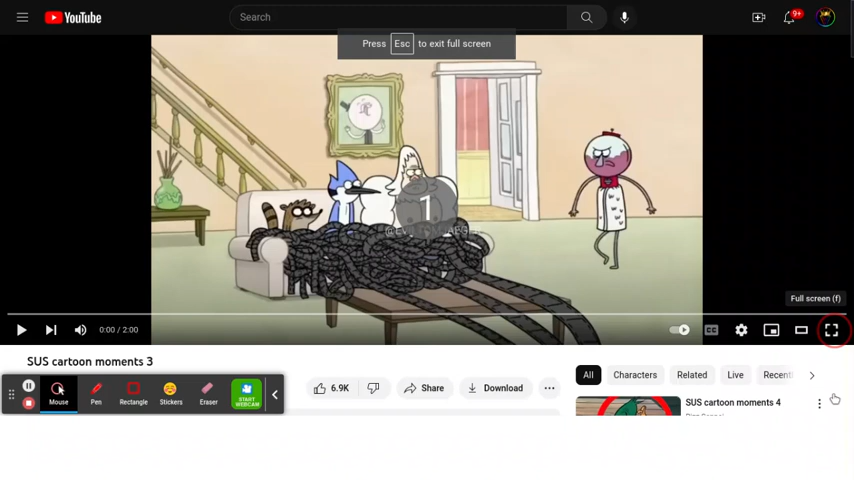 YouTube
Search
9+
Press Esc to exit full screen
1
Full screen (f)
0:00 / 2:00
CC
SUS cartoon moments 3
6.9K
Share
Download
All
Characters
Related
Live
Recent
SUS cartoon moments 4
Mouse
Pen
Rectangle
Stickers
Eraser
START
WEBCAM